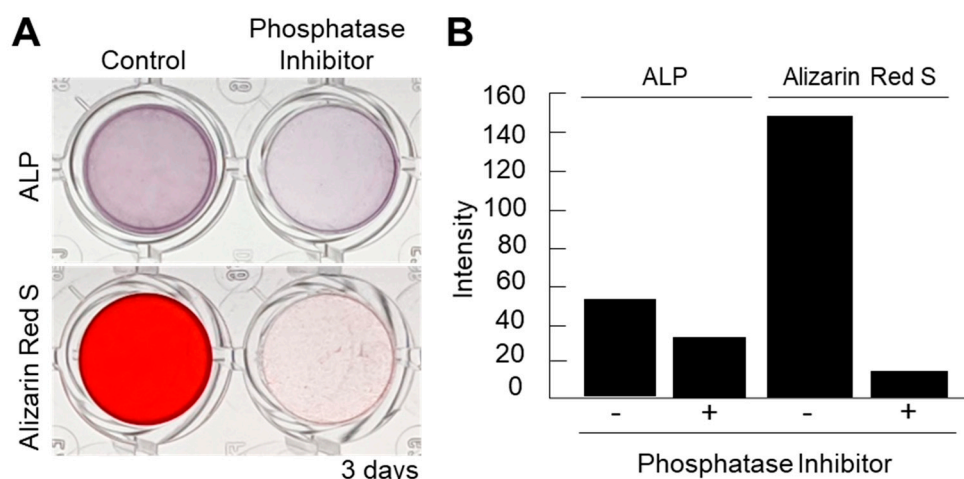 A
Control
Phosphatase
Inhibitor
ALP
Alizarin Red S
3 days
B
ALP
Alizarin Red S
Intensity
160
140
120
100
80
60
40
20
0
- + - +
Phosphatase Inhibitor